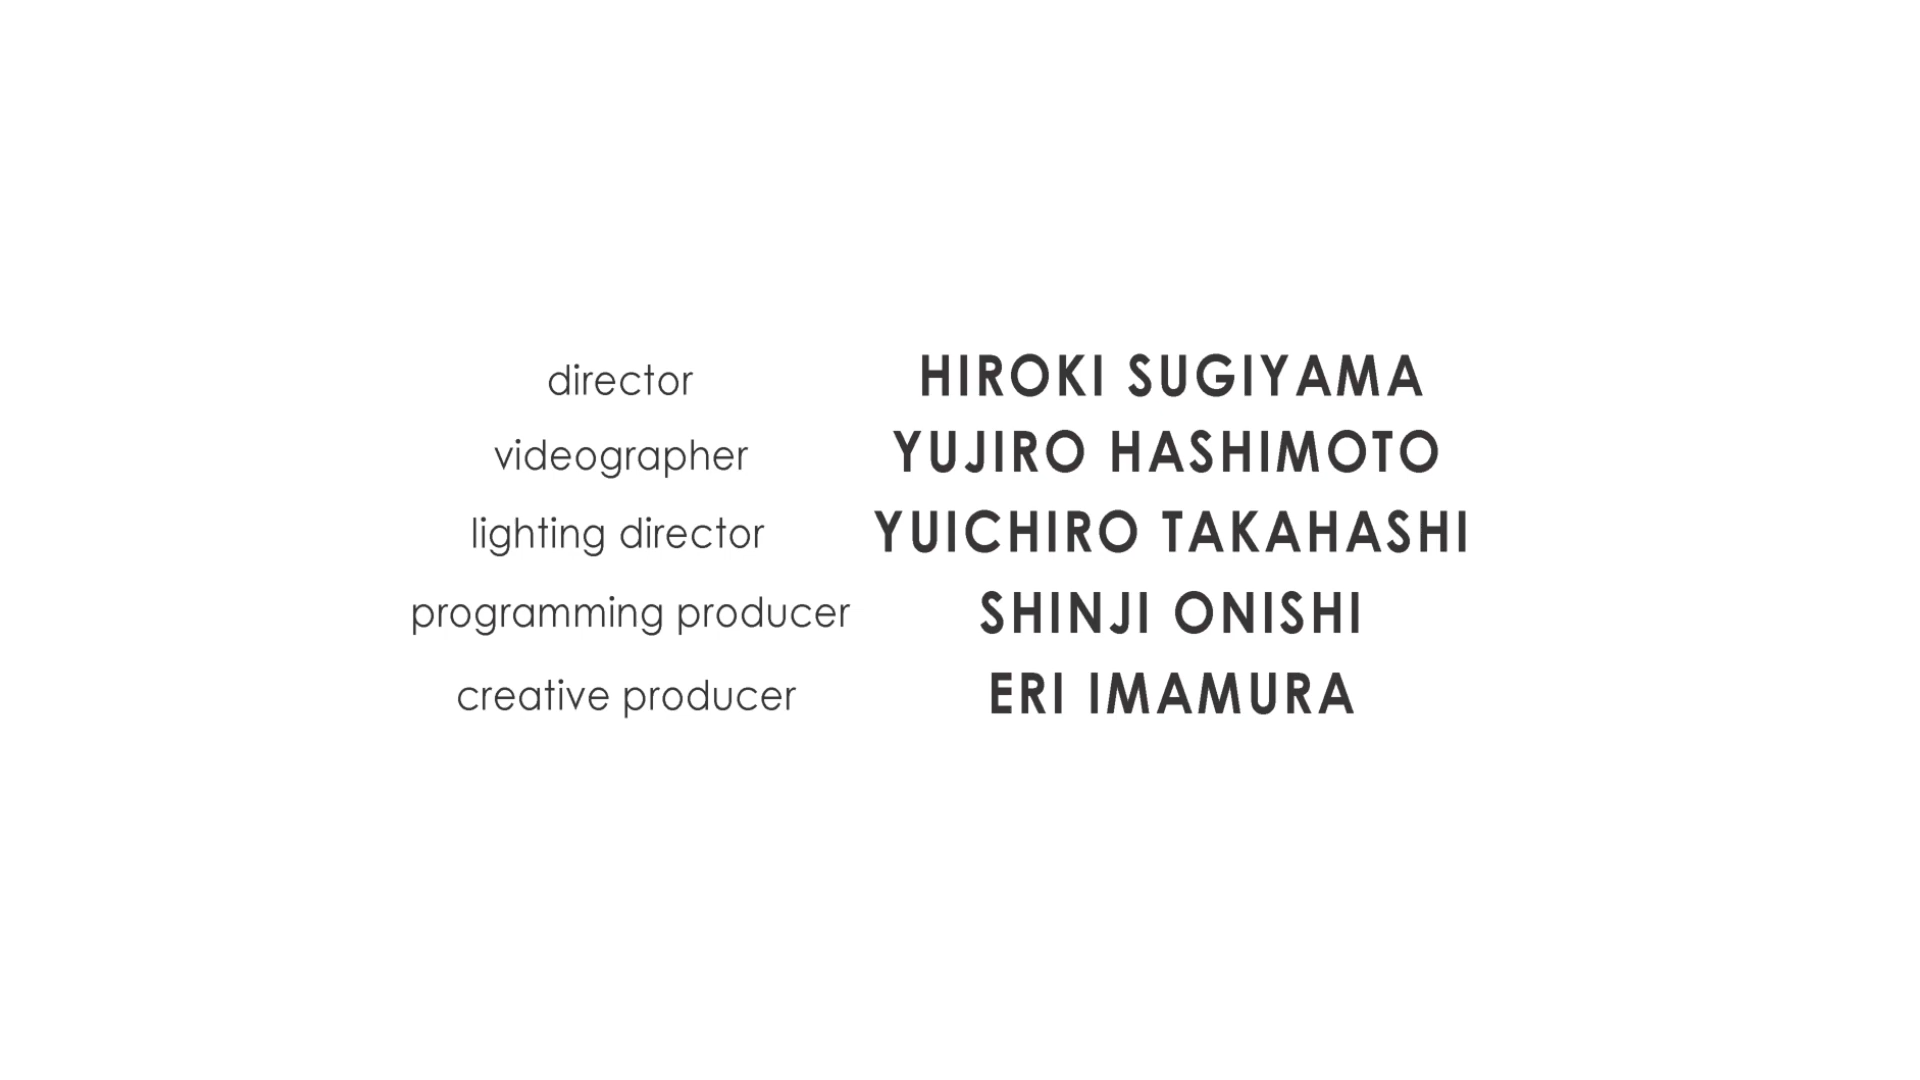 director HIROKI SUGIYAMA
videographer YUJIRO HASHIMOTO
lighting director YUICHIRO TAKAHASHI
programming producer SHINJI ONISHI
creative producer ERI IMAMURA